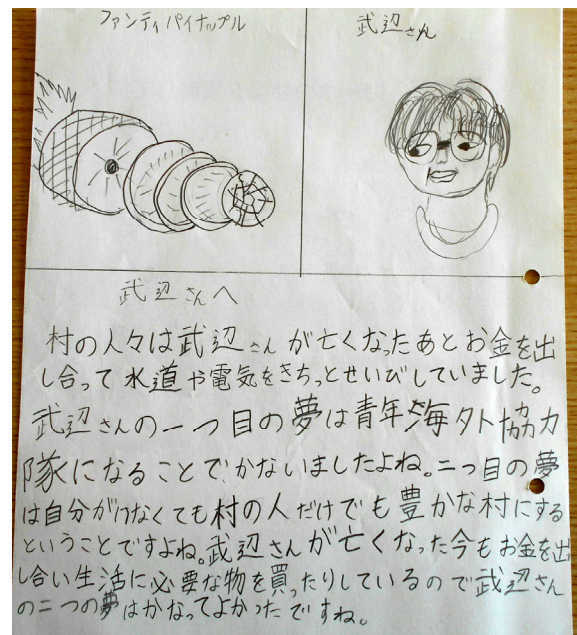 ファンティパイナップル
武辺さん
武辺さんへ
村の人々は武辺さんが亡くなったあとお金を出
し合って水道や電気をきちっとせいびしていました。
武辺さんの一つ目の夢は青年海外協力
隊になることでかないましたよね。二つ目の夢
は自分がいなくても村の人だけでも豊かな村にする
ということですよね。武辺さんが亡くなった今もお金を出
し合い生活に必要な物を買ったりしているので武辺さん
の二つの夢はかなってよかったですね。